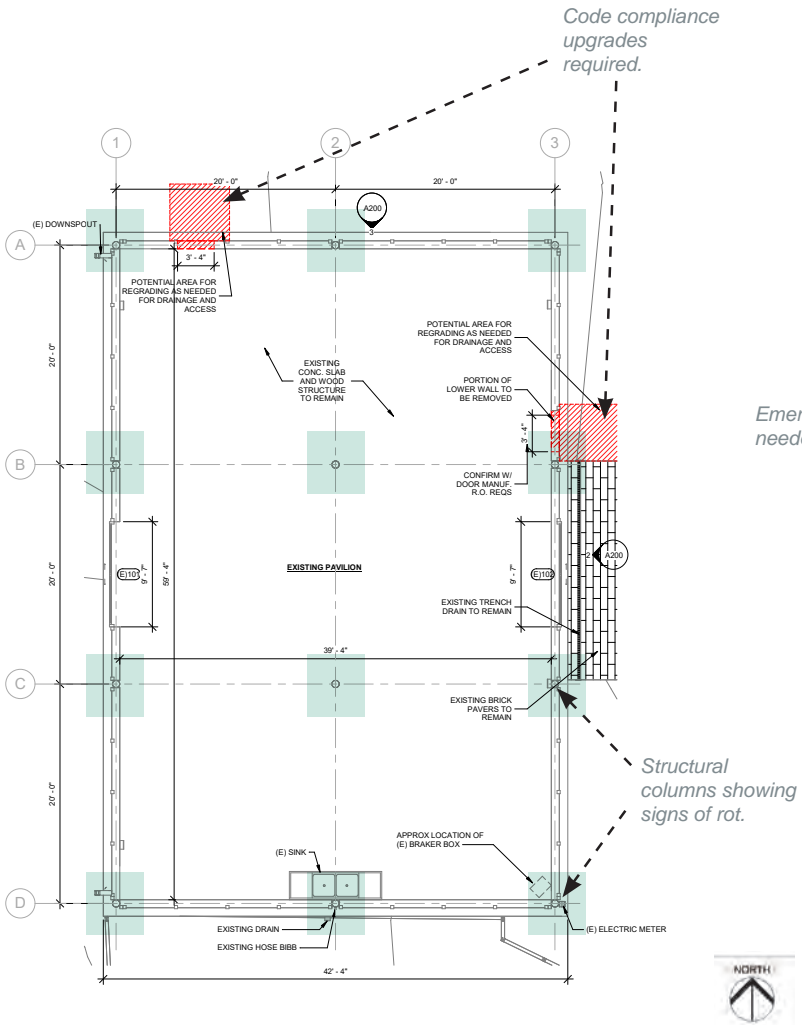 Code compliance
upgrades
required.
1
2
3
20' - 0"
20' - 0"
A200
3
(E) DOWNSPOUT
A
3' - 4"
POTENTIAL AREA FOR
REGRADING AS NEEDED
FOR DRAINAGE AND
ACCESS
POTENTIAL AREA FOR
REGRADING AS NEEDED
FOR DRAINAGE AND
ACCESS
20' - 0"
EXISTING
CONC. SLAB
AND WOOD
STRUCTURE
TO REMAIN
PORTION OF
LOWER WALL TO
BE REMOVED
3' - 4"
Emer
neede
B
CONFIRM W/
DOOR MANUF.
R.O. REQS
20' - 0"
(E)101
9' - 7"
59' - 4"
EXISTING PAVILION
9' - 7"
(E)102
2
A200
EXISTING TRENCH
DRAIN TO REMAIN
39' - 4"
C
EXISTING BRICK
PAVERS TO
REMAIN
Structural
columns showing
signs of rot.
20' - 0"
APPROX LOCATION OF
(E) BRAKER BOX
(E) SINK
D
EXISTING DRAIN
(E) ELECTRIC METER
EXISTING HOSE BIBB
42' - 4"
NORTH